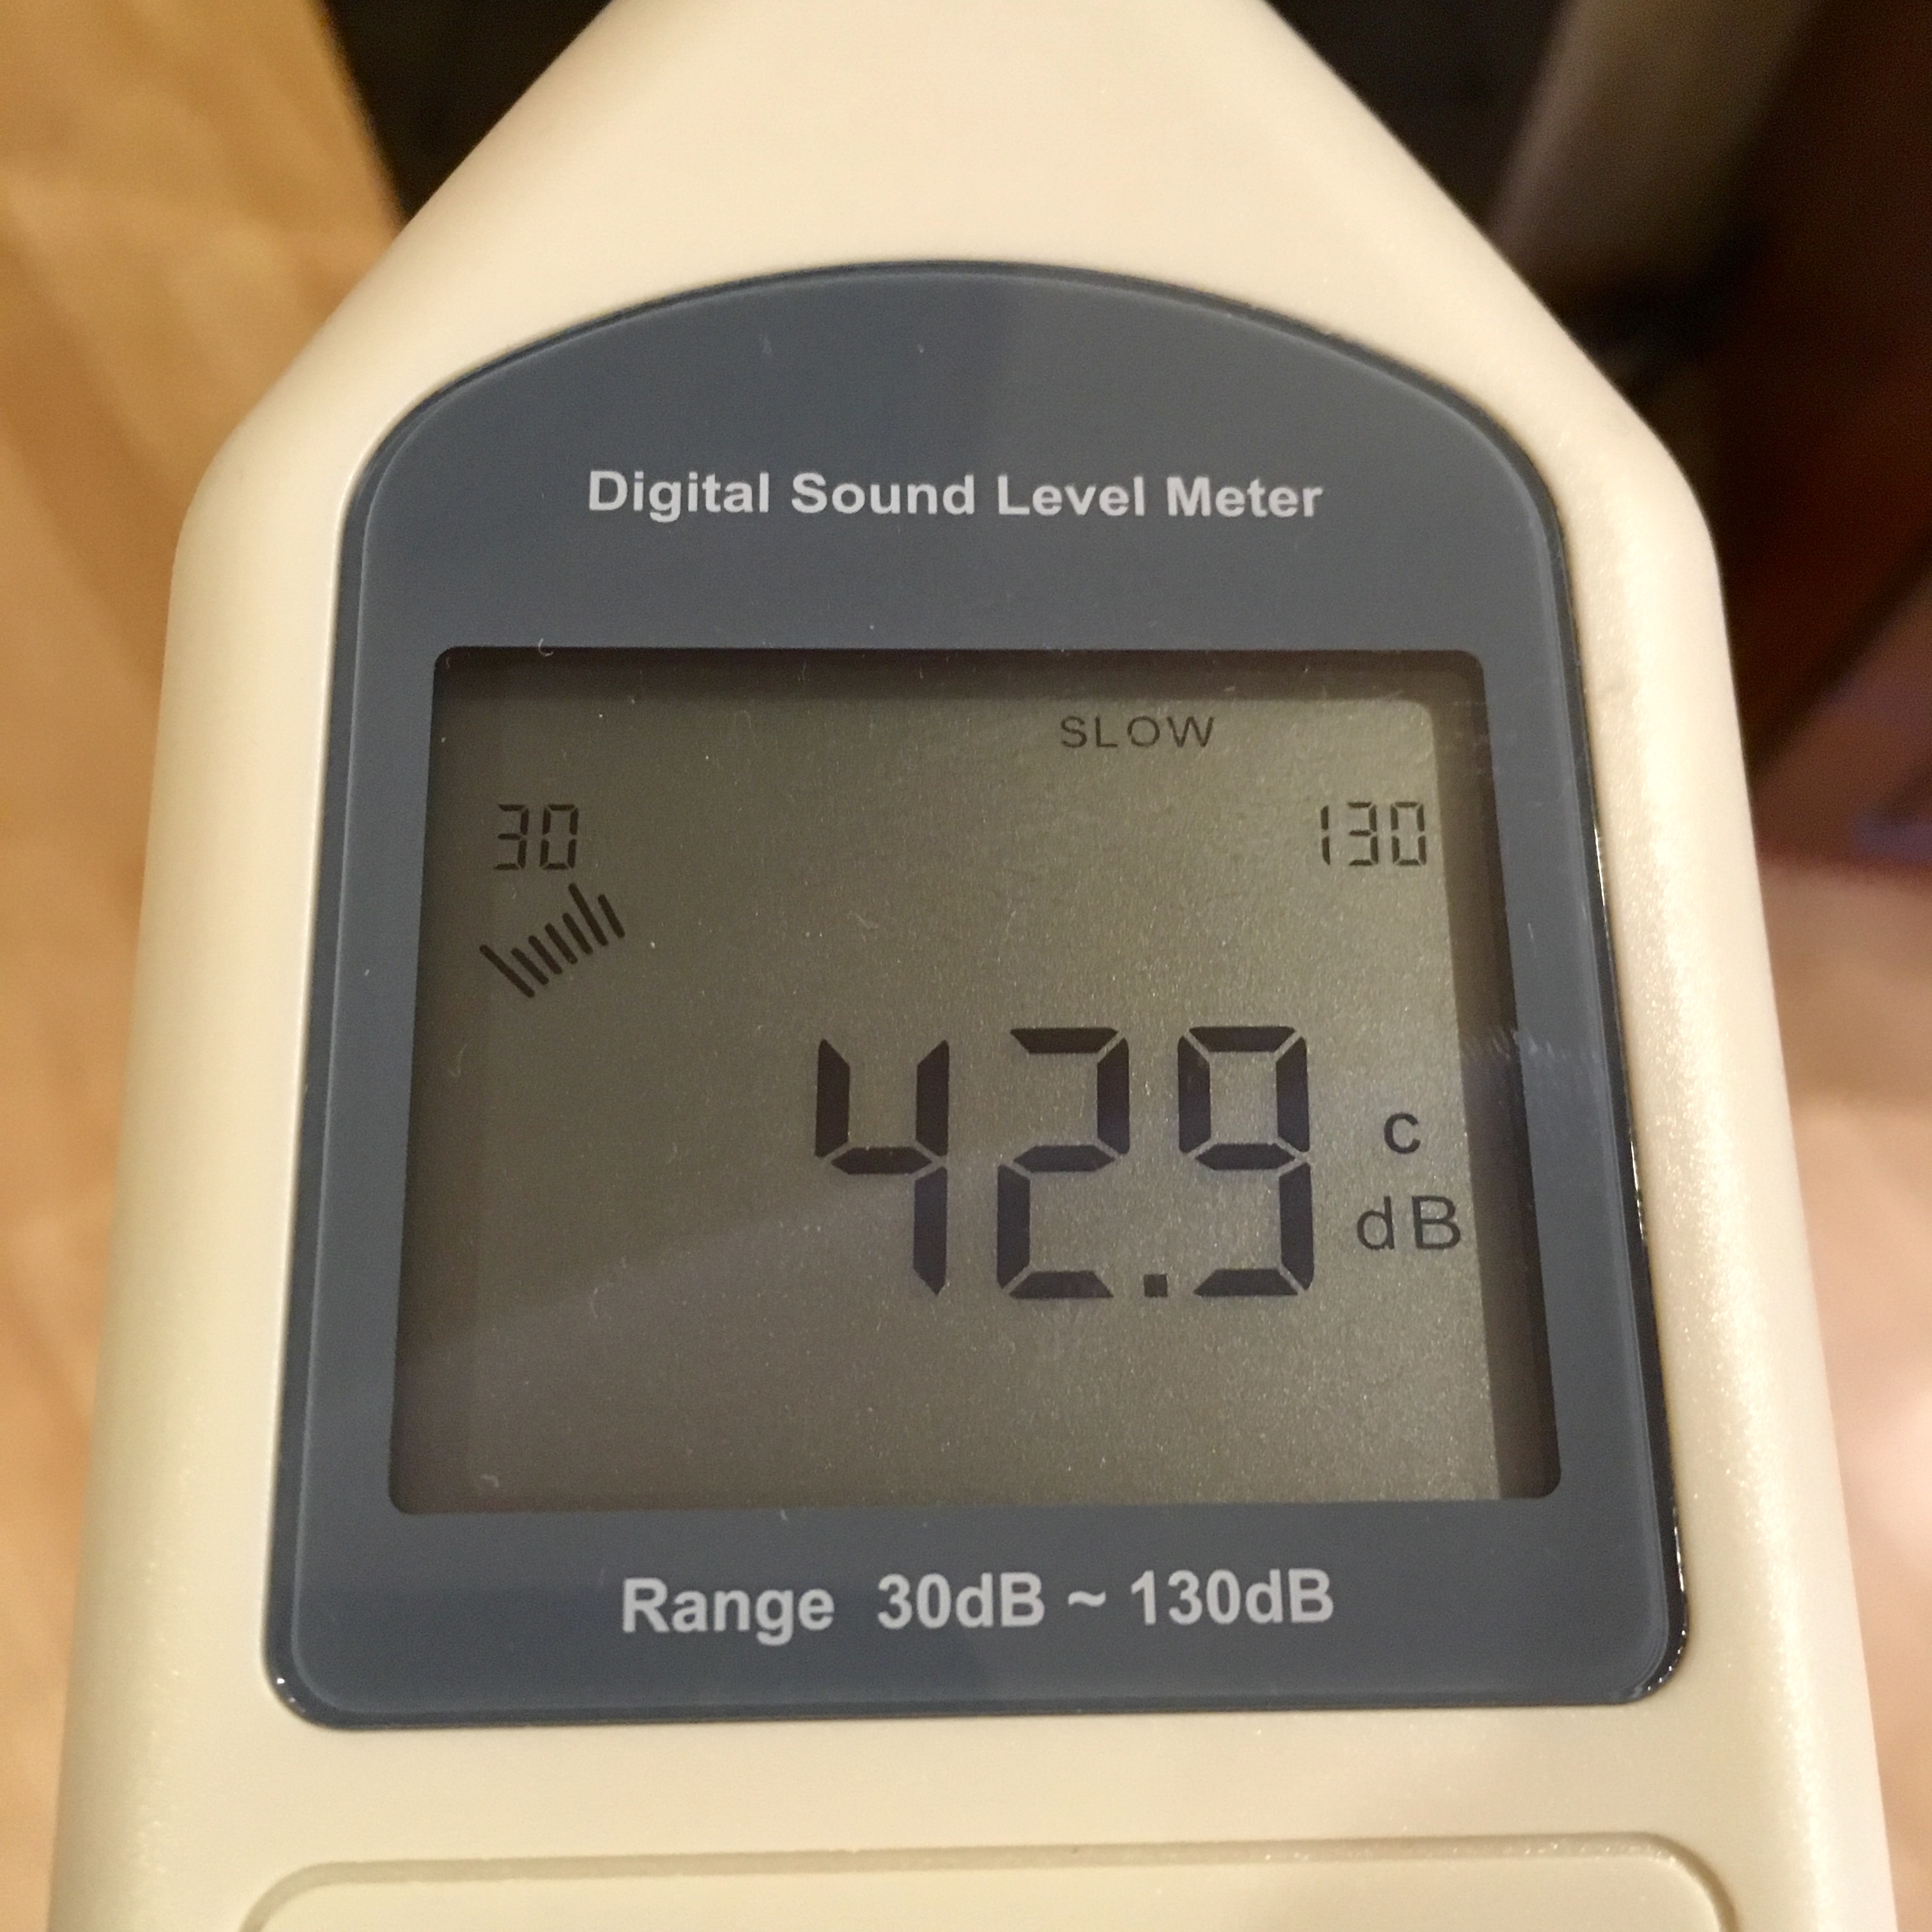 Digital Sound Level Meter
SLOW
30 130
42.9 c
dB
Range 30dB ~ 130dB